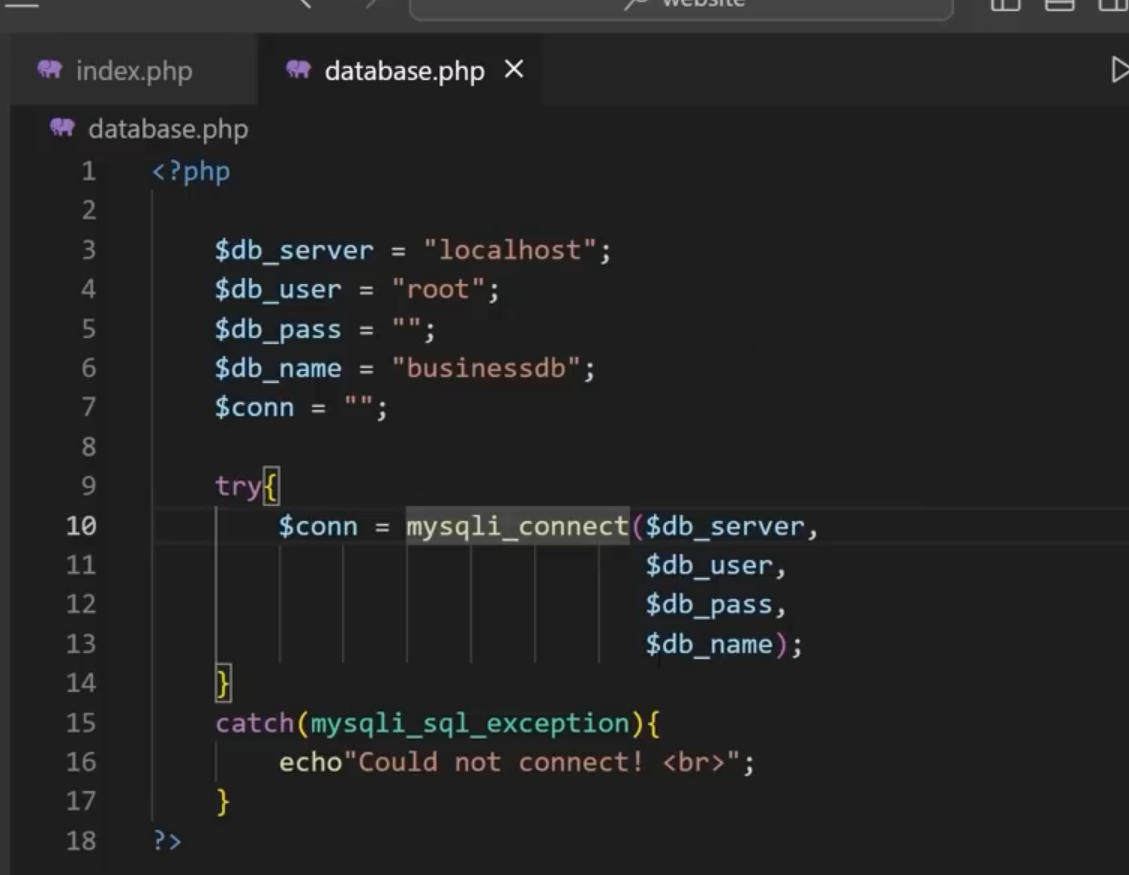 website
index.php
database.php ×
database.php
1 <?php
2
3 $db_server = "localhost";
4 $db_user = "root";
5 $db_pass = "";
6 $db_name = "businessdb";
7 $conn = "";
8
9 try{
10 $conn = mysqli_connect($db_server,
11 $db_user,
12 $db_pass,
13 $db_name);
14 }
15 catch(mysqli_sql_exception){
16 echo"Could not connect! <br>";
17 }
18 ?>